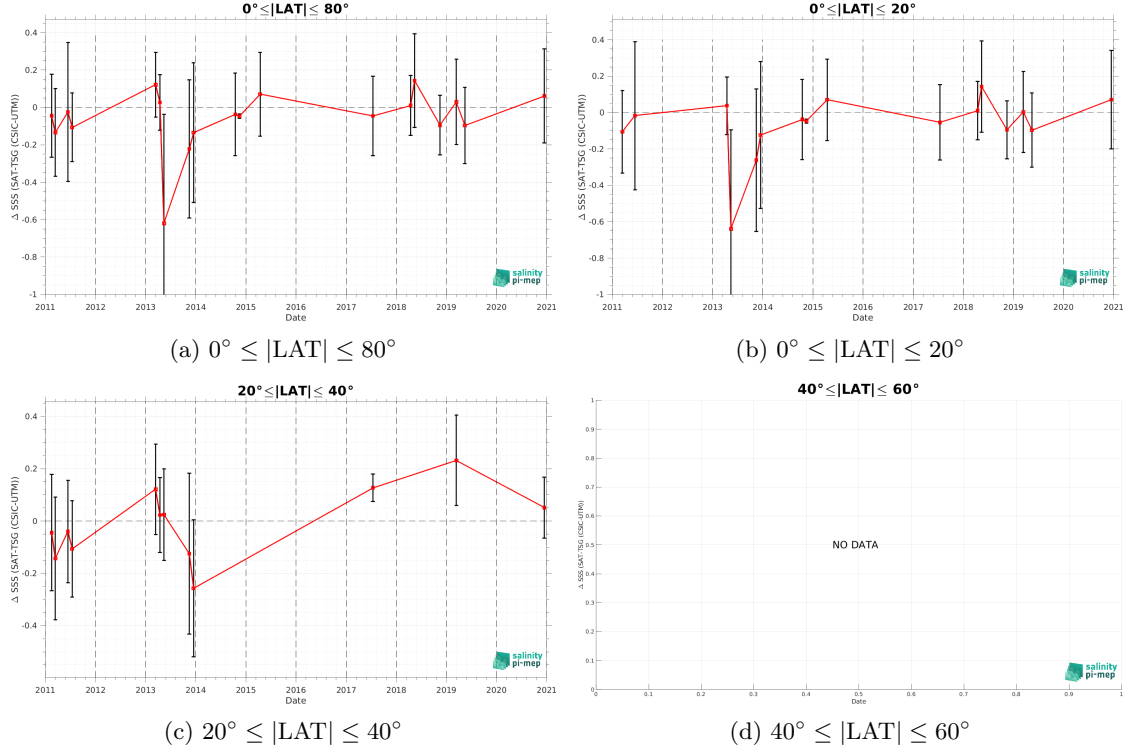 0°≤|LAT|≤ 80°
Δ SSS (SAT-TSG (CSIC-UTM))
0.4
0.2
0
-0.2
-0.4
-0.6
-0.8
-1
2011 2012 2013 2014 2015 2016 2017 2018 2019 2020 2021
Date
salinity
pi-mep
(a) 0° ≤ |LAT| ≤ 80°
0°≤|LAT|≤ 20°
Δ SSS (SAT-TSG (CSIC-UTM))
0.4
0.2
0
-0.2
-0.4
-0.6
-0.8
-1
2011 2012 2013 2014 2015 2016 2017 2018 2019 2020 2021
Date
salinity
pi-mep
(b) 0° ≤ |LAT| ≤ 20°
20°≤|LAT|≤ 40°
Δ SSS (SAT-TSG (CSIC-UTM))
0.4
0.2
0
-0.2
-0.4
2011 2012 2013 2014 2015 2016 2017 2018 2019 2020 2021
Date
salinity
pi-mep
(c) 20° ≤ |LAT| ≤ 40°
40°≤|LAT|≤ 60°
Δ SSS (SAT-TSG (CSIC-UTM))
1
0.9
0.8
0.7
0.6
0.5
0.4
0.3
0.2
0.1
0
NO DATA
0 0.1 0.2 0.3 0.4 0.5 0.6 0.7 0.8 0.9 1
Date
salinity
pi-mep
(d) 40° ≤ |LAT| ≤ 60°